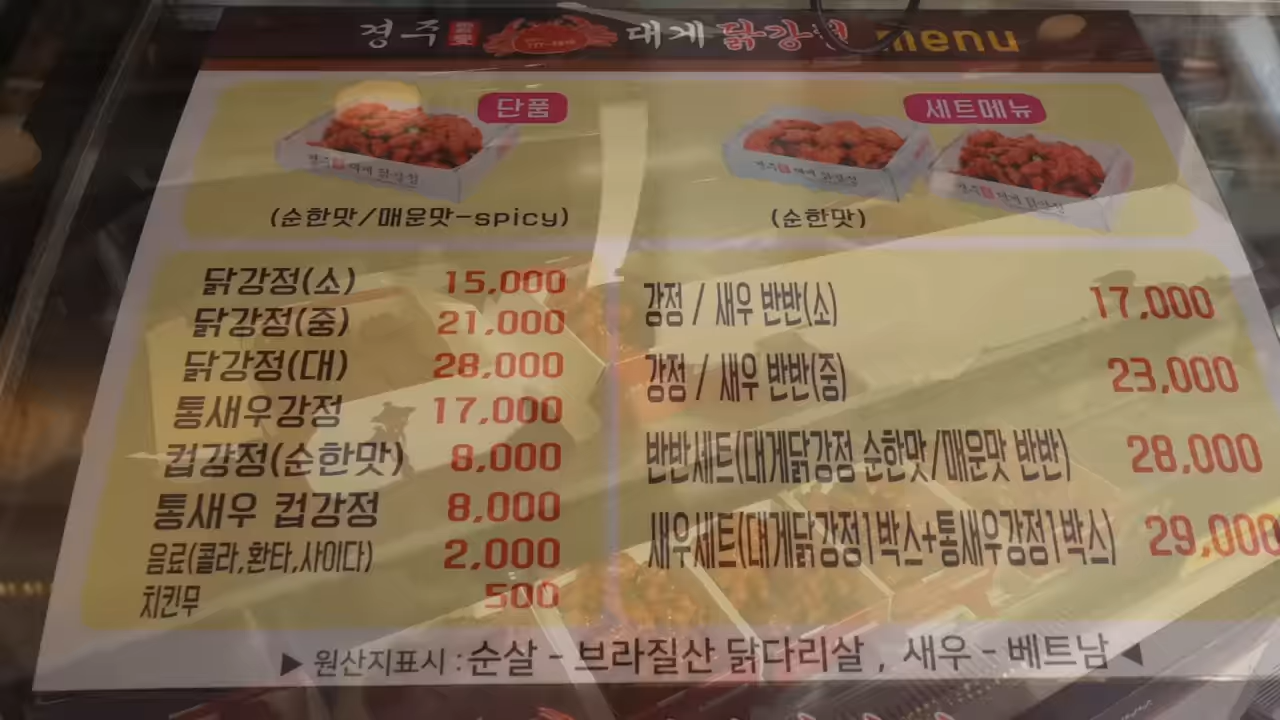 경주 대게 닭강정 menu
단품
세트메뉴
(순한맛/매운맛-spicy)
(순한맛)
닭강정(소) 15,000
닭강정(중) 21,000
닭강정(대) 28,000
통새우강정 17,000
컵강정(순한맛) 8,000
통새우 컵강정 8,000
음료(콜라,환타,사이다) 2,000
치킨무 500
강정 / 새우 반반(소) 17,000
강정 / 새우 반반(중) 23,000
반반세트(대게닭강정 순한맛/매운맛 반반) 28,000
새우세트(대게닭강정1박스+통새우강정1박스) 29,000
▶ 원산지표시 : 순살 - 브라질산 닭다리살 , 새우 - 베트남 ◀